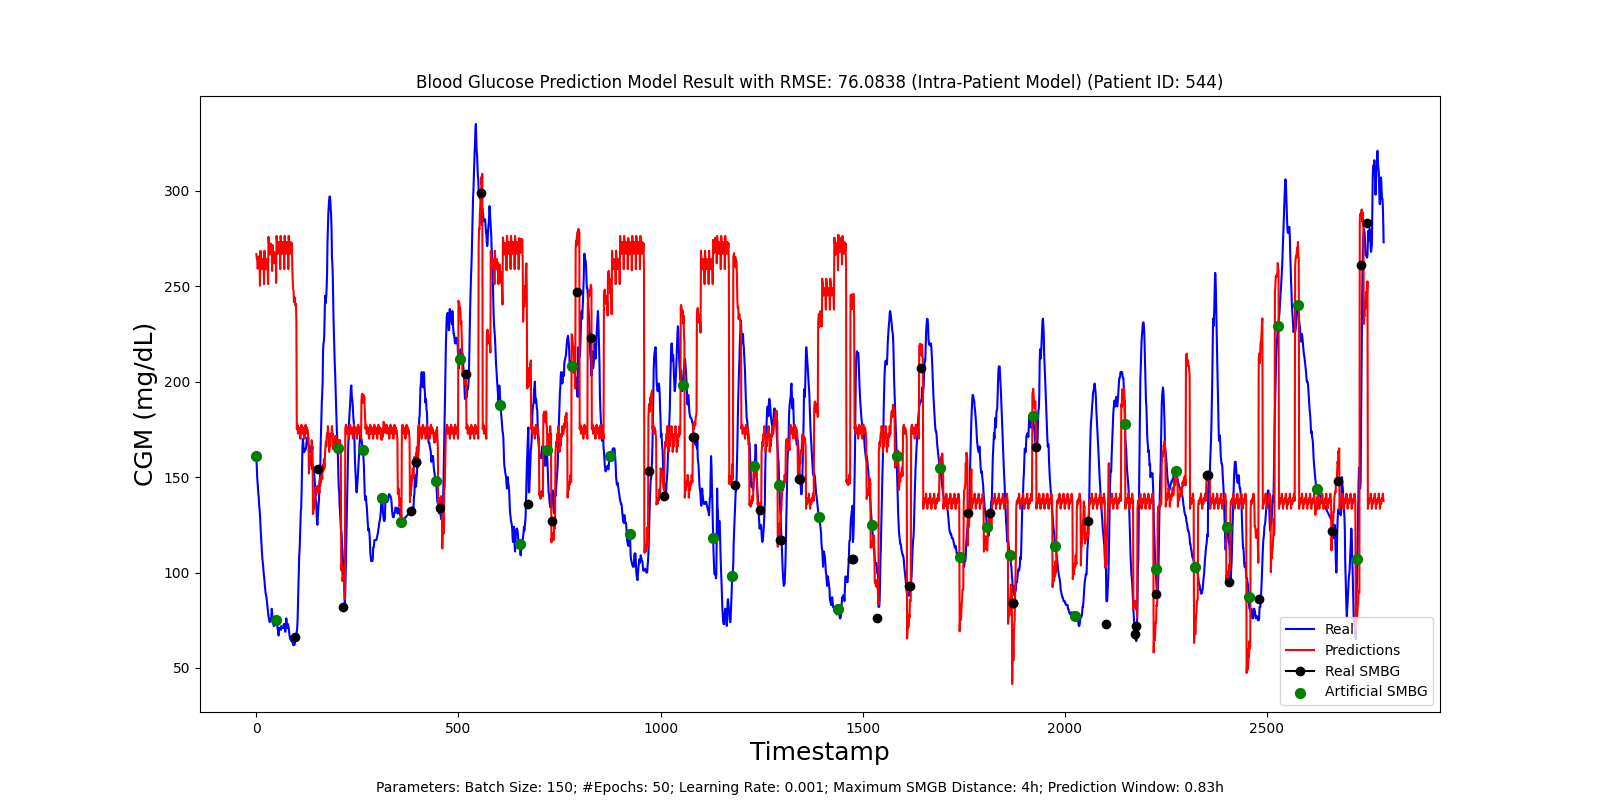 Blood Glucose Prediction Model Result with RMSE: 76.0838 (Intra-Patient Model) (Patient ID: 544)
CGM (mg/dL)
300
250
200
150
100
50
0 500 1000 1500 2000 2500
Timestamp
Real
Predictions
Real SMBG
Artificial SMBG
Parameters: Batch Size: 150; #Epochs: 50; Learning Rate: 0.001; Maximum SMGB Distance: 4h; Prediction Window: 0.83h